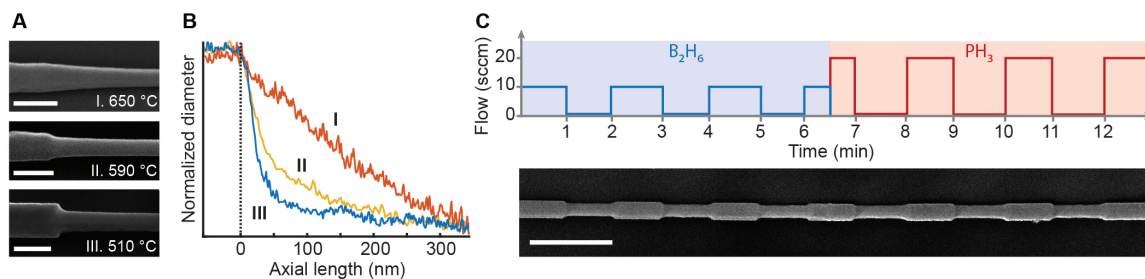 A
I. 650 °C
II. 590 °C
III. 510 °C
B
Normalized diameter
I
II
III
0 100 200 300
Axial length (nm)
C
B₂H₆ PH₃
Flow (sccm)
20
10
0
1 2 3 4 5 6 7 8 9 10 11 12
Time (min)